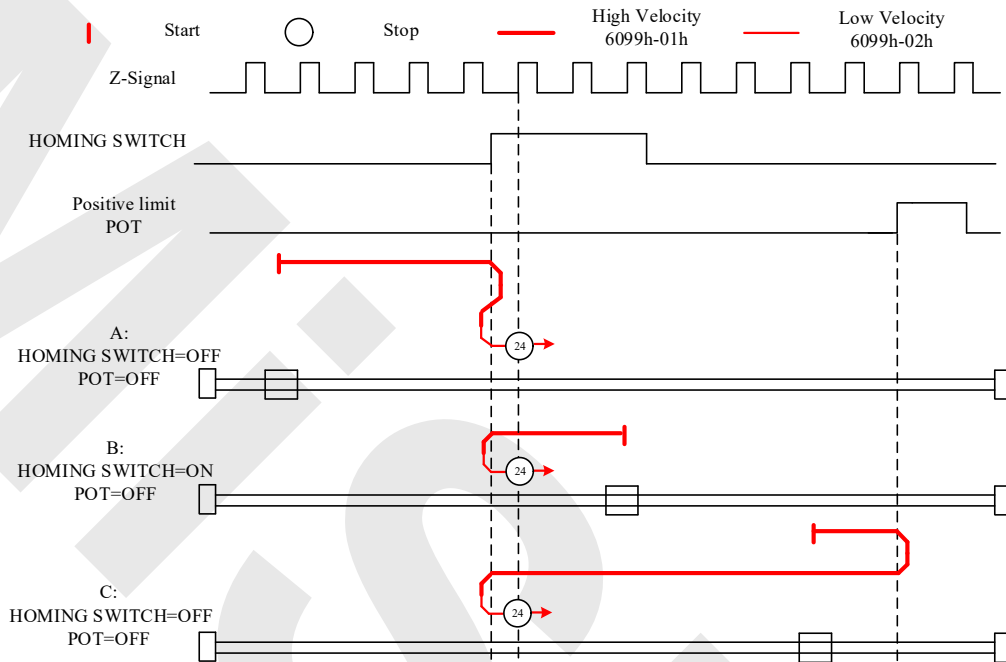 Start
Stop
High Velocity
6099h-01h
Low Velocity
6099h-02h
Z-Signal
HOMING SWITCH
Positive limit
POT
A:
HOMING SWITCH=OFF
POT=OFF
24
B:
HOMING SWITCH=ON
POT=OFF
24
C:
HOMING SWITCH=OFF
POT=OFF
24